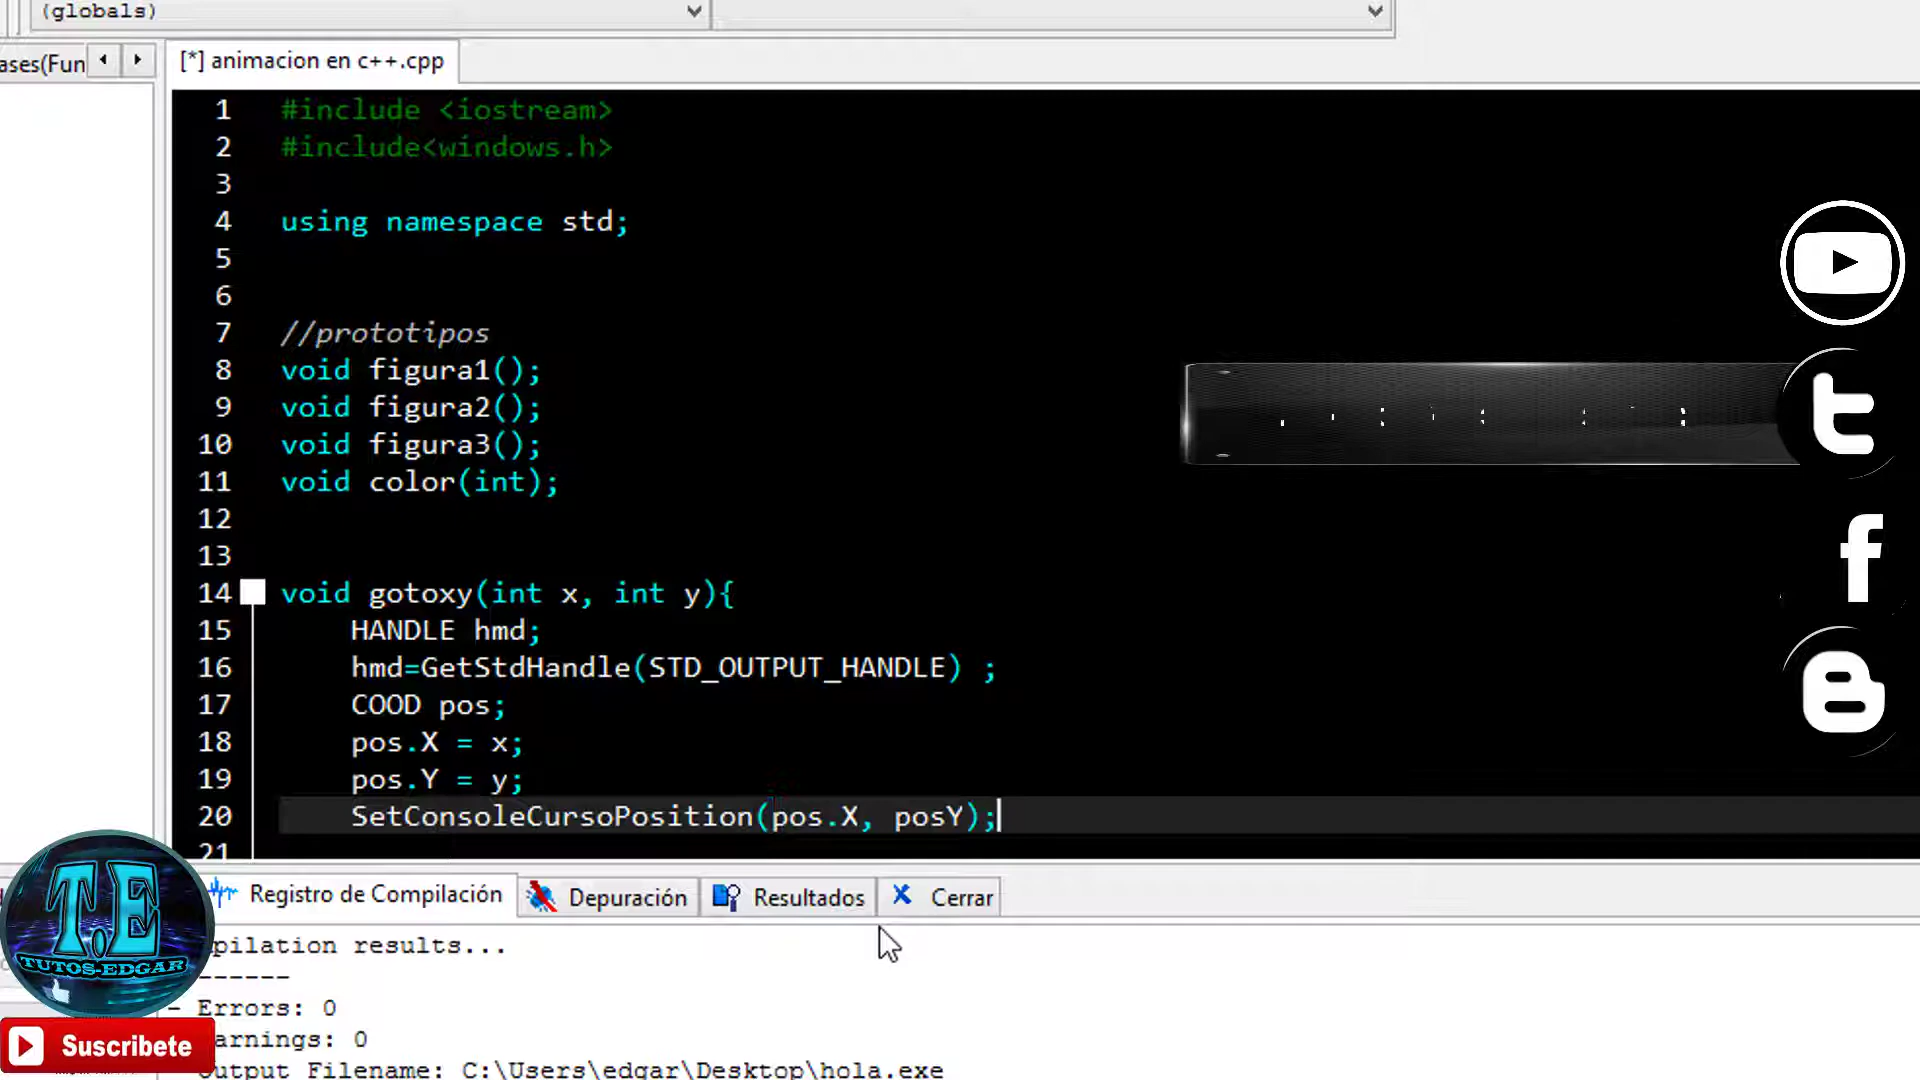 (globals)
ases(Fun
[*] animacion en c++.cpp
1 #include <iostream>
2 #include<windows.h>
3
4 using namespace std;
5
6
7 //prototipos
8 void figura1();
9 void figura2();
10 void figura3();
11 void color(int);
12
13
14 void gotoxy(int x, int y){
15 HANDLE hmd;
16 hmd=GetStdHandle(STD_OUTPUT_HANDLE) ;
17 COOD pos;
18 pos.X = x;
19 pos.Y = y;
20 SetConsoleCursoPosition(pos.X, posY);
21
Registro de Compilación Depuración Resultados Cerrar
pilation results...
------
- Errors: 0
arnings: 0
Output Filename: C:\Users\edgar\Desktop\hola.exe
T.E
TUTOS-EDGAR
Suscribete